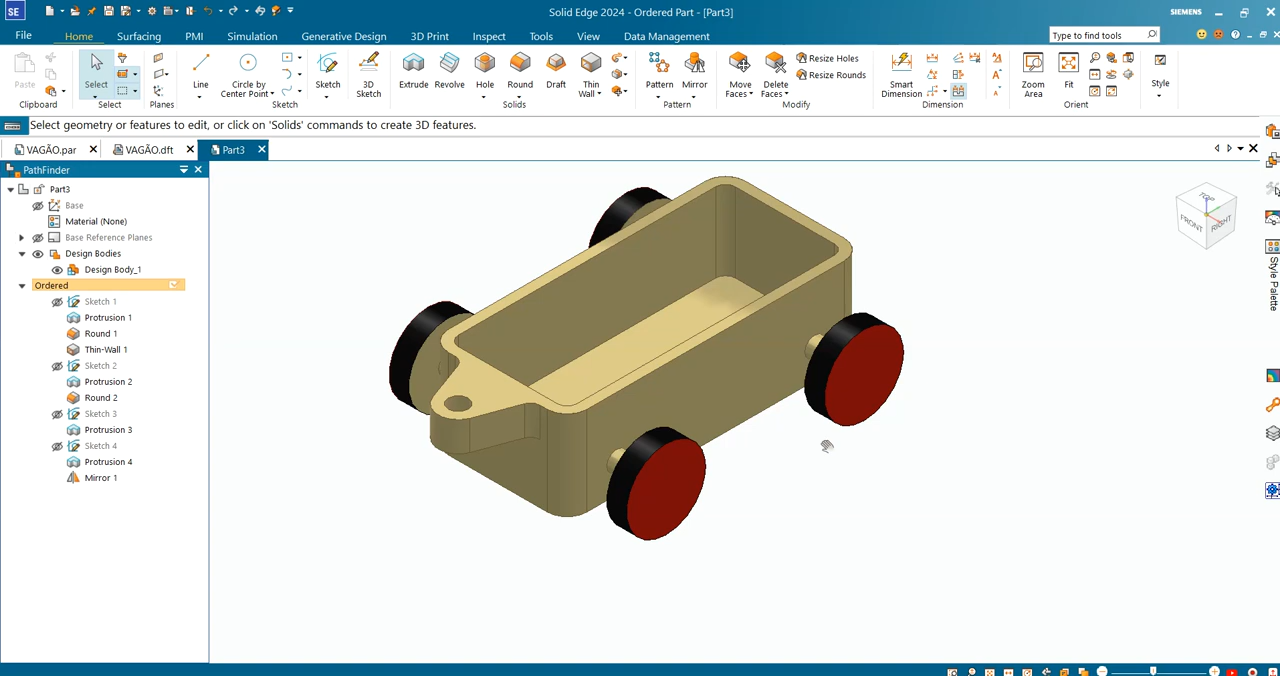 SE
Solid Edge 2024 - Ordered Part - [Part3]
SIEMENS
File Home Surfacing PMI Simulation Generative Design 3D Print Inspect Tools View Data Management
Type to find tools
Paste
Clipboard
Select
Select
Planes
Line
Circle by Center Point
Sketch
Sketch
3D Sketch
Extrude
Revolve
Hole
Round
Draft
Thin Wall
Solids
Pattern
Mirror
Pattern
Move Faces
Delete Faces
Resize Holes
Resize Rounds
Modify
Smart Dimension
Dimension
Zoom Area
Fit
Orient
Style
Select geometry or features to edit, or click on 'Solids' commands to create 3D features.
VAGÃO.par
VAGÃO.dft
Part3
PathFinder
Part3
Base
Material (None)
Base Reference Planes
Design Bodies
Design Body_1
Ordered
Sketch 1
Protrusion 1
Round 1
Thin-Wall 1
Sketch 2
Protrusion 2
Round 2
Sketch 3
Protrusion 3
Sketch 4
Protrusion 4
Mirror 1
TOP
FRONT
RIGHT
Style Palette